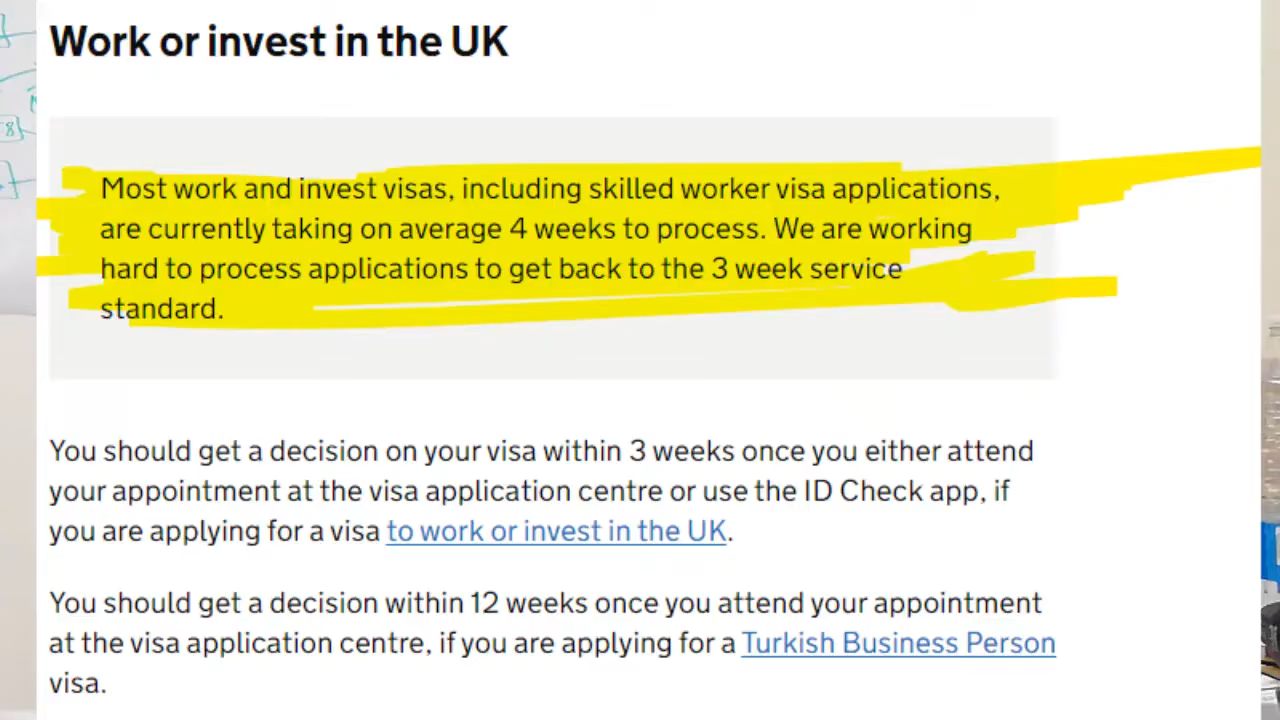 Work or invest in the UK
Most work and invest visas, including skilled worker visa applications,
are currently taking on average 4 weeks to process. We are working
hard to process applications to get back to the 3 week service
standard.
You should get a decision on your visa within 3 weeks once you either attend
your appointment at the visa application centre or use the ID Check app, if
you are applying for a visa to work or invest in the UK.
You should get a decision within 12 weeks once you attend your appointment
at the visa application centre, if you are applying for a Turkish Business Person
visa.